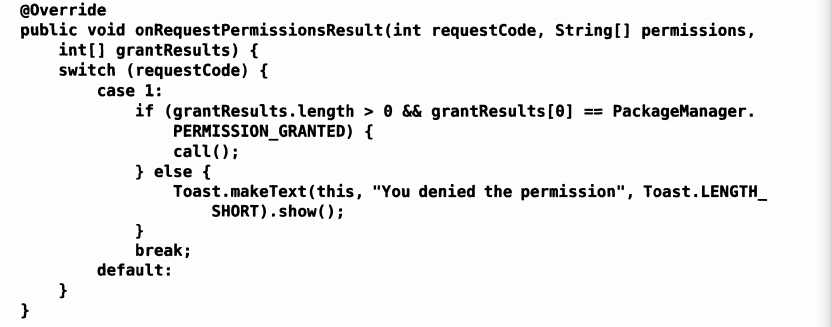 @Override
public void onRequestPermissionsResult(int requestCode, String[] permissions,
    int[] grantResults) {
    switch (requestCode) {
        case 1:
            if (grantResults.length > 0 && grantResults[0] == PackageManager.
                PERMISSION_GRANTED) {
                call();
            } else {
                Toast.makeText(this, "You denied the permission", Toast.LENGTH_
                    SHORT).show();
            }
            break;
        default:
    }
}